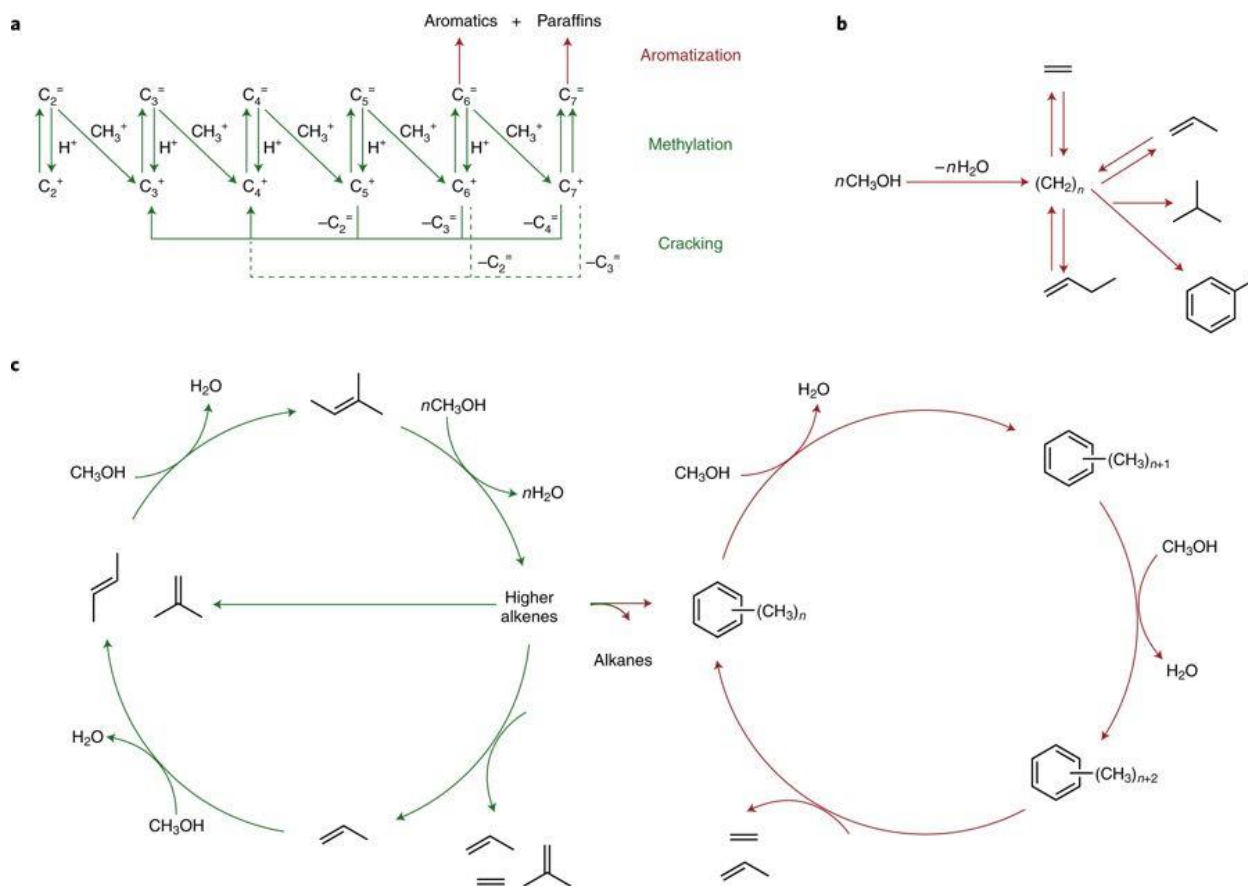 a
Aromatics + Paraffins
Aromatization
C₂⁼ C₃⁼ C₄⁼ C₅⁼ C₆⁼ C₇⁼
CH₃⁺ CH₃⁺ CH₃⁺ CH₃⁺ CH₃⁺
H⁺ H⁺ H⁺ H⁺ H⁺
Methylation
C₂⁺ C₃⁺ C₄⁺ C₅⁺ C₆⁺ C₇⁺
–C₂⁼ –C₃⁼ –C₄⁼
Cracking
–C₂⁼ –C₃⁼
b
nCH₃OH
–nH₂O
(CH₂)ₙ
c
H₂O
nCH₃OH
CH₃OH
nH₂O
Higher
alkenes
Alkanes
H₂O
CH₃OH
H₂O
CH₃OH
(CH₃)ₙ₊₁
CH₃OH
(CH₃)ₙ
H₂O
(CH₃)ₙ₊₂